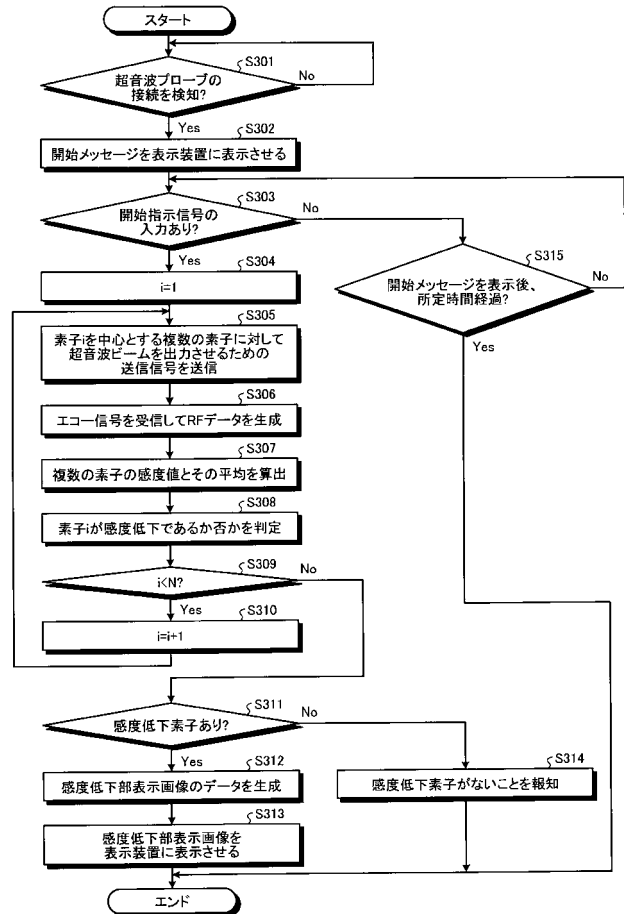 スタート
S301
超音波プローブの
接続を検知?
No
Yes
S302
開始メッセージを表示装置に表示させる
S303
開始指示信号の
入力あり?
No
Yes
S315
開始メッセージを表示後、
所定時間経過?
No
Yes
S304
i=1
S305
素子iを中心とする複数の素子に対して
超音波ビームを出力させるための
送信信号を送信
S306
エコー信号を受信してRFデータを生成
S307
複数の素子の感度値とその平均を算出
S308
素子iが感度低下であるか否かを判定
S309
i<N?
No
Yes
S310
i=i+1
S311
感度低下素子あり?
No
Yes
S312
感度低下部表示画像のデータを生成
S314
感度低下素子がないことを報知
S313
感度低下部表示画像を
表示装置に表示させる
エンド